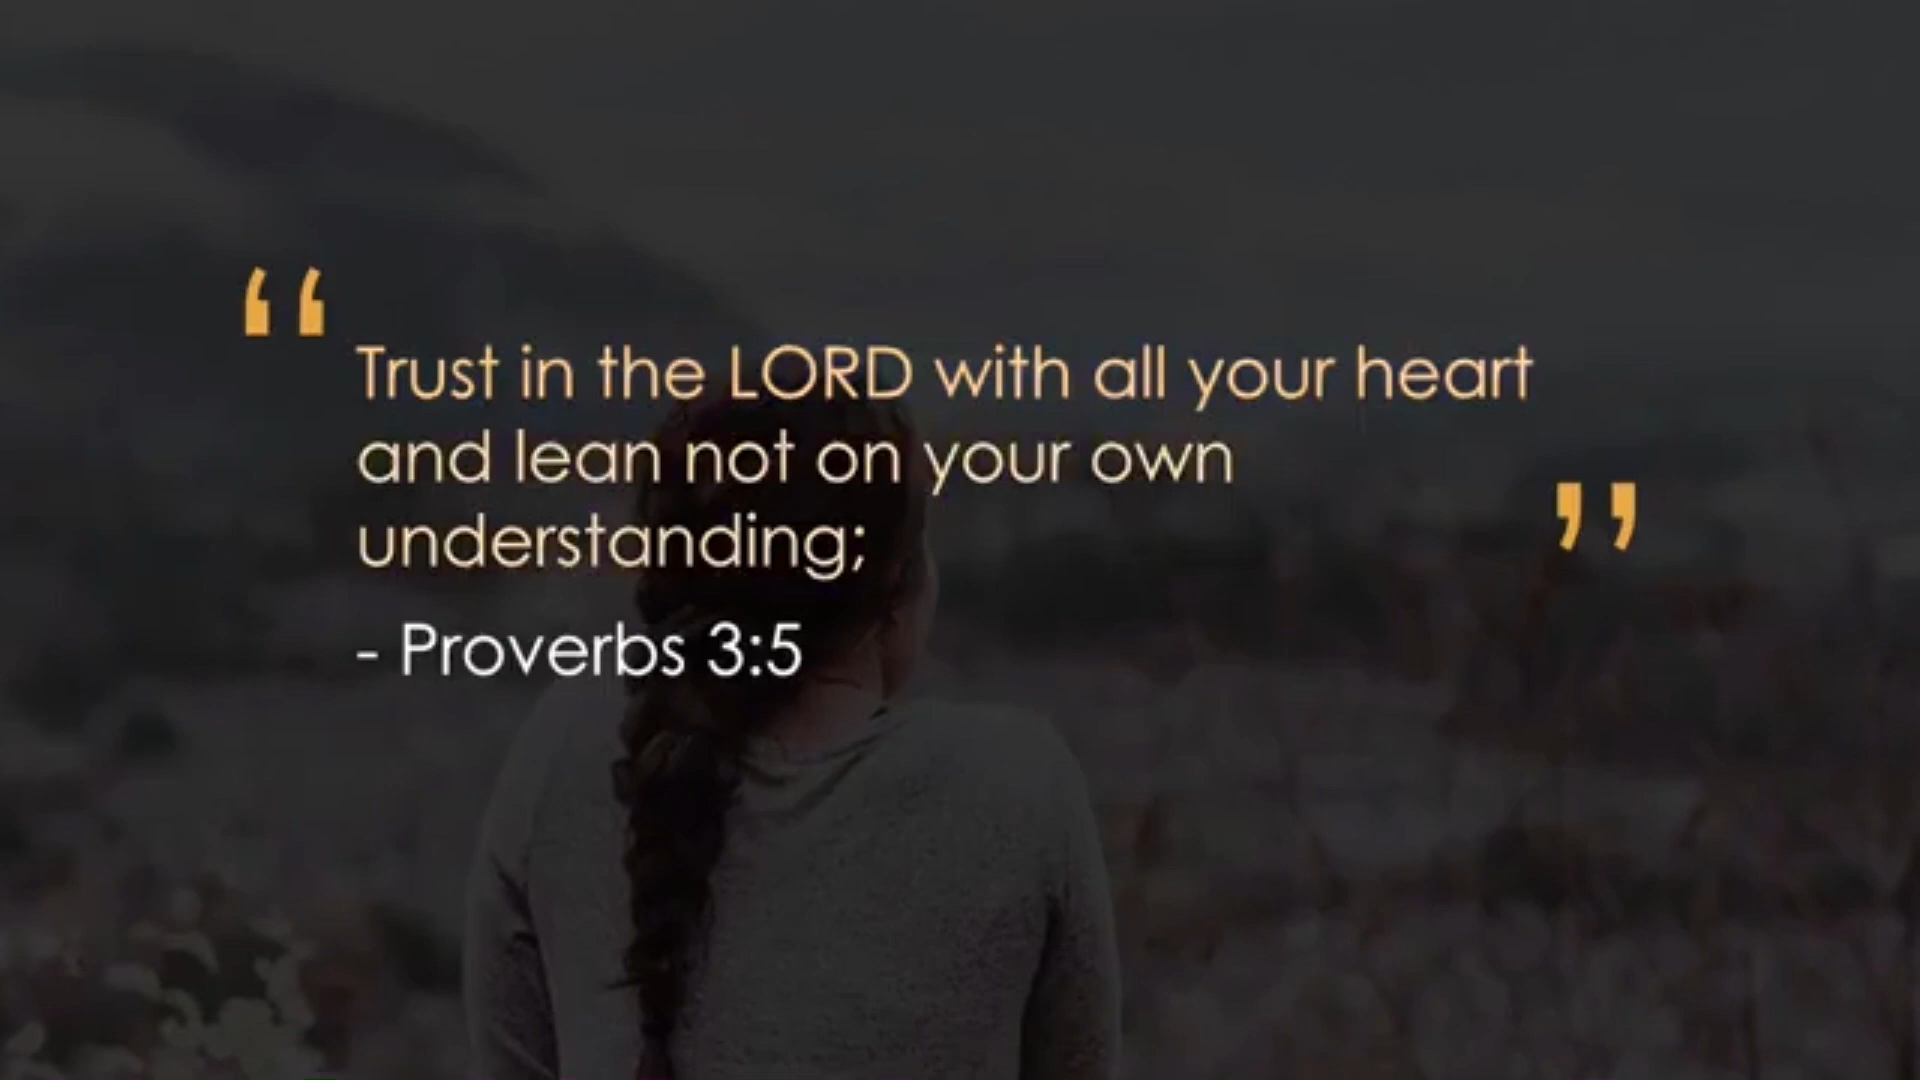 “Trust in the LORD with all your heart
and lean not on your own
understanding;”
- Proverbs 3:5